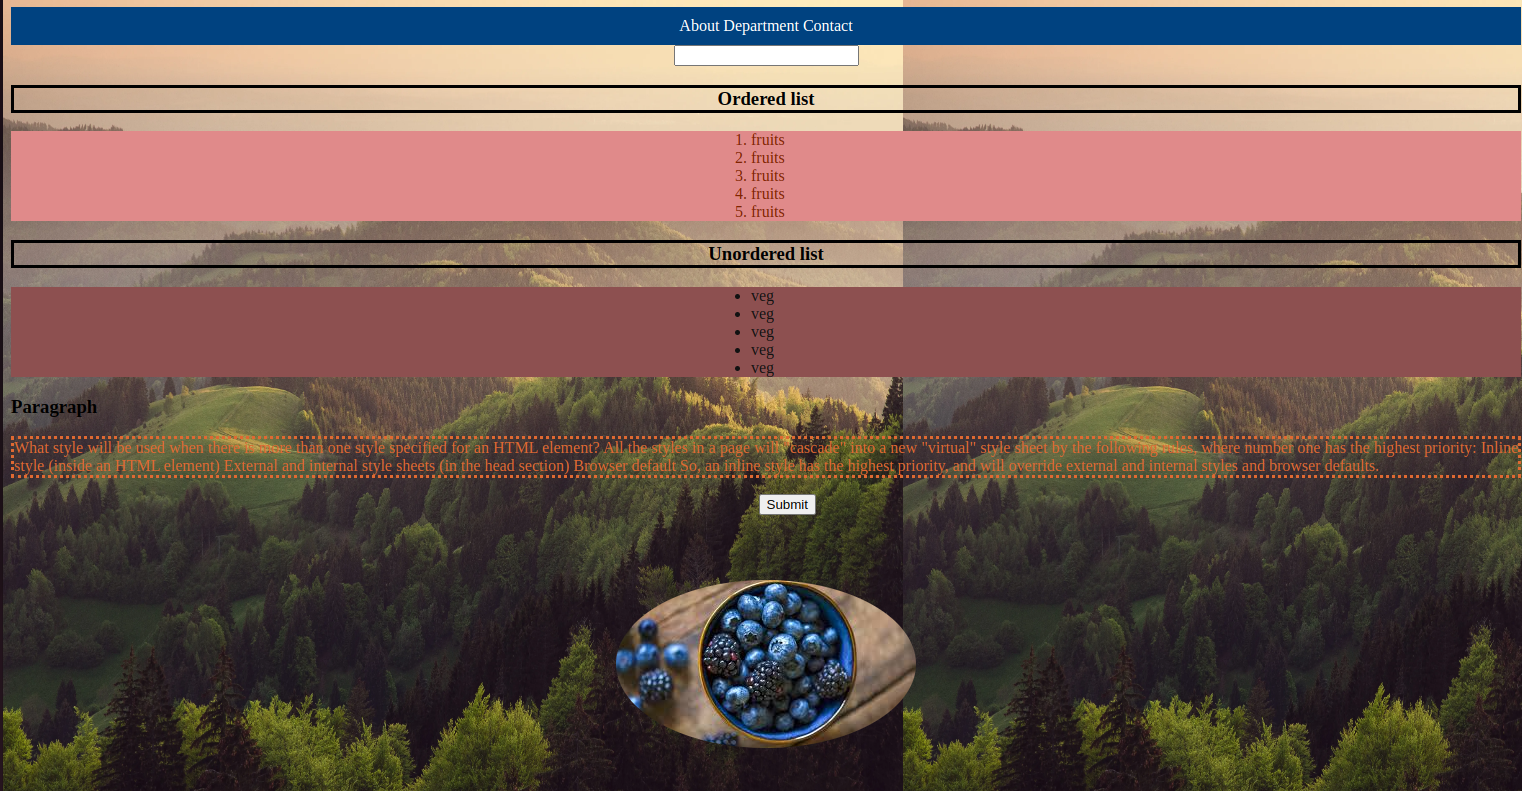 About Department Contact
Ordered list
1. fruits
2. fruits
3. fruits
4. fruits
5. fruits
Unordered list
• veg
• veg
• veg
• veg
• veg
Paragraph
What style will be used when there is more than one style specified for an HTML element? All the styles in a page will "cascade" into a new "virtual" style sheet by the following rules, where number one has the highest priority: Inline
style (inside an HTML element) External and internal style sheets (in the head section) Browser default So, an inline style has the highest priority, and will override external and internal styles and browser defaults.
Submit